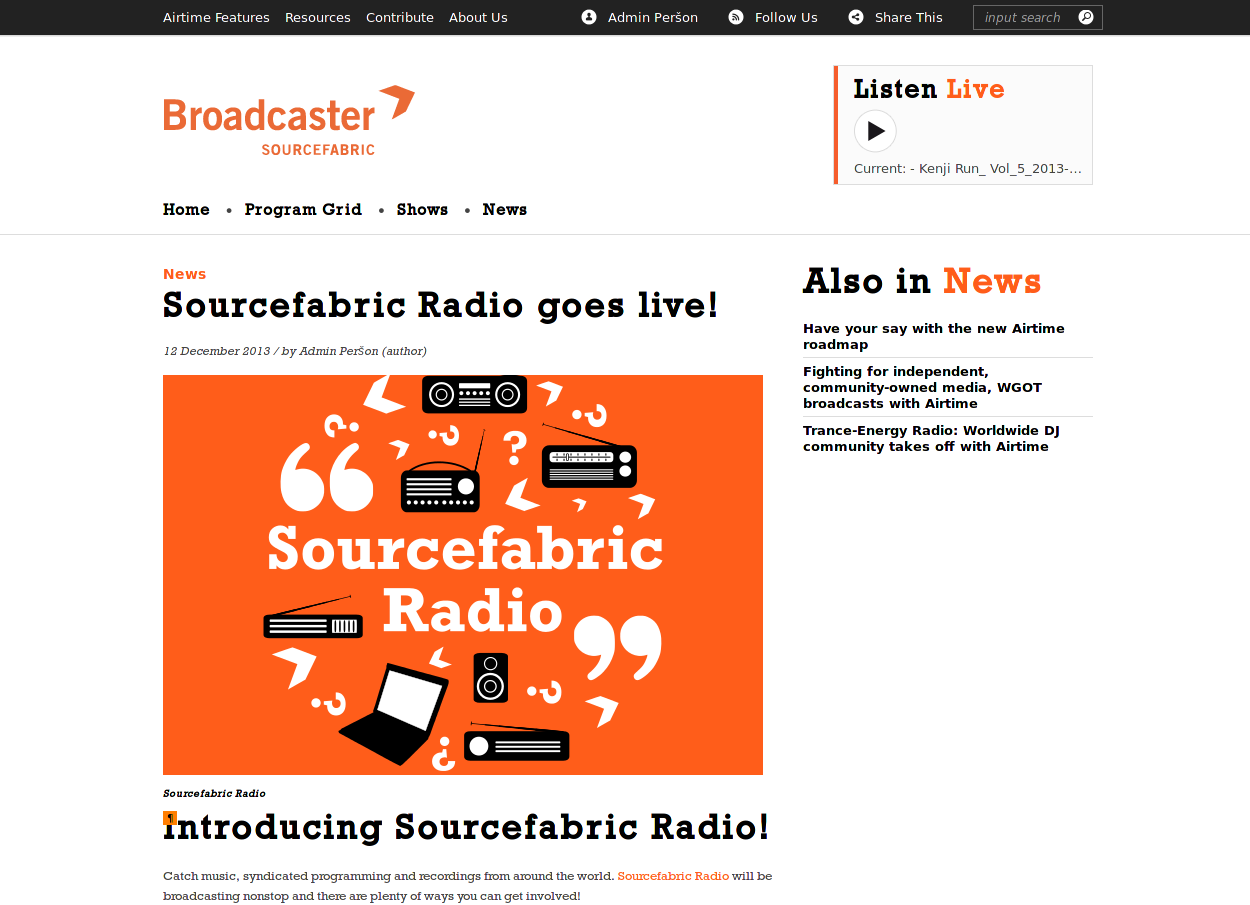 Airtime Features Resources Contribute About Us Admin Peršon Follow Us Share This input search
Broadcaster
SOURCEFABRIC
Listen Live
Current: - Kenji Run_ Vol_5_2013-...
Home • Program Grid • Shows • News
News
Sourcefabric Radio goes live!
12 December 2013 / by Admin Peršon (author)
“
? ? ? ?
Sourcefabric
Radio
”
? ? ?
Sourcefabric Radio
¶
Introducing Sourcefabric Radio!
Catch music, syndicated programming and recordings from around the world. Sourcefabric Radio will be
broadcasting nonstop and there are plenty of ways you can get involved!
Also in News
Have your say with the new Airtime
roadmap
Fighting for independent,
community-owned media, WGOT
broadcasts with Airtime
Trance-Energy Radio: Worldwide DJ
community takes off with Airtime